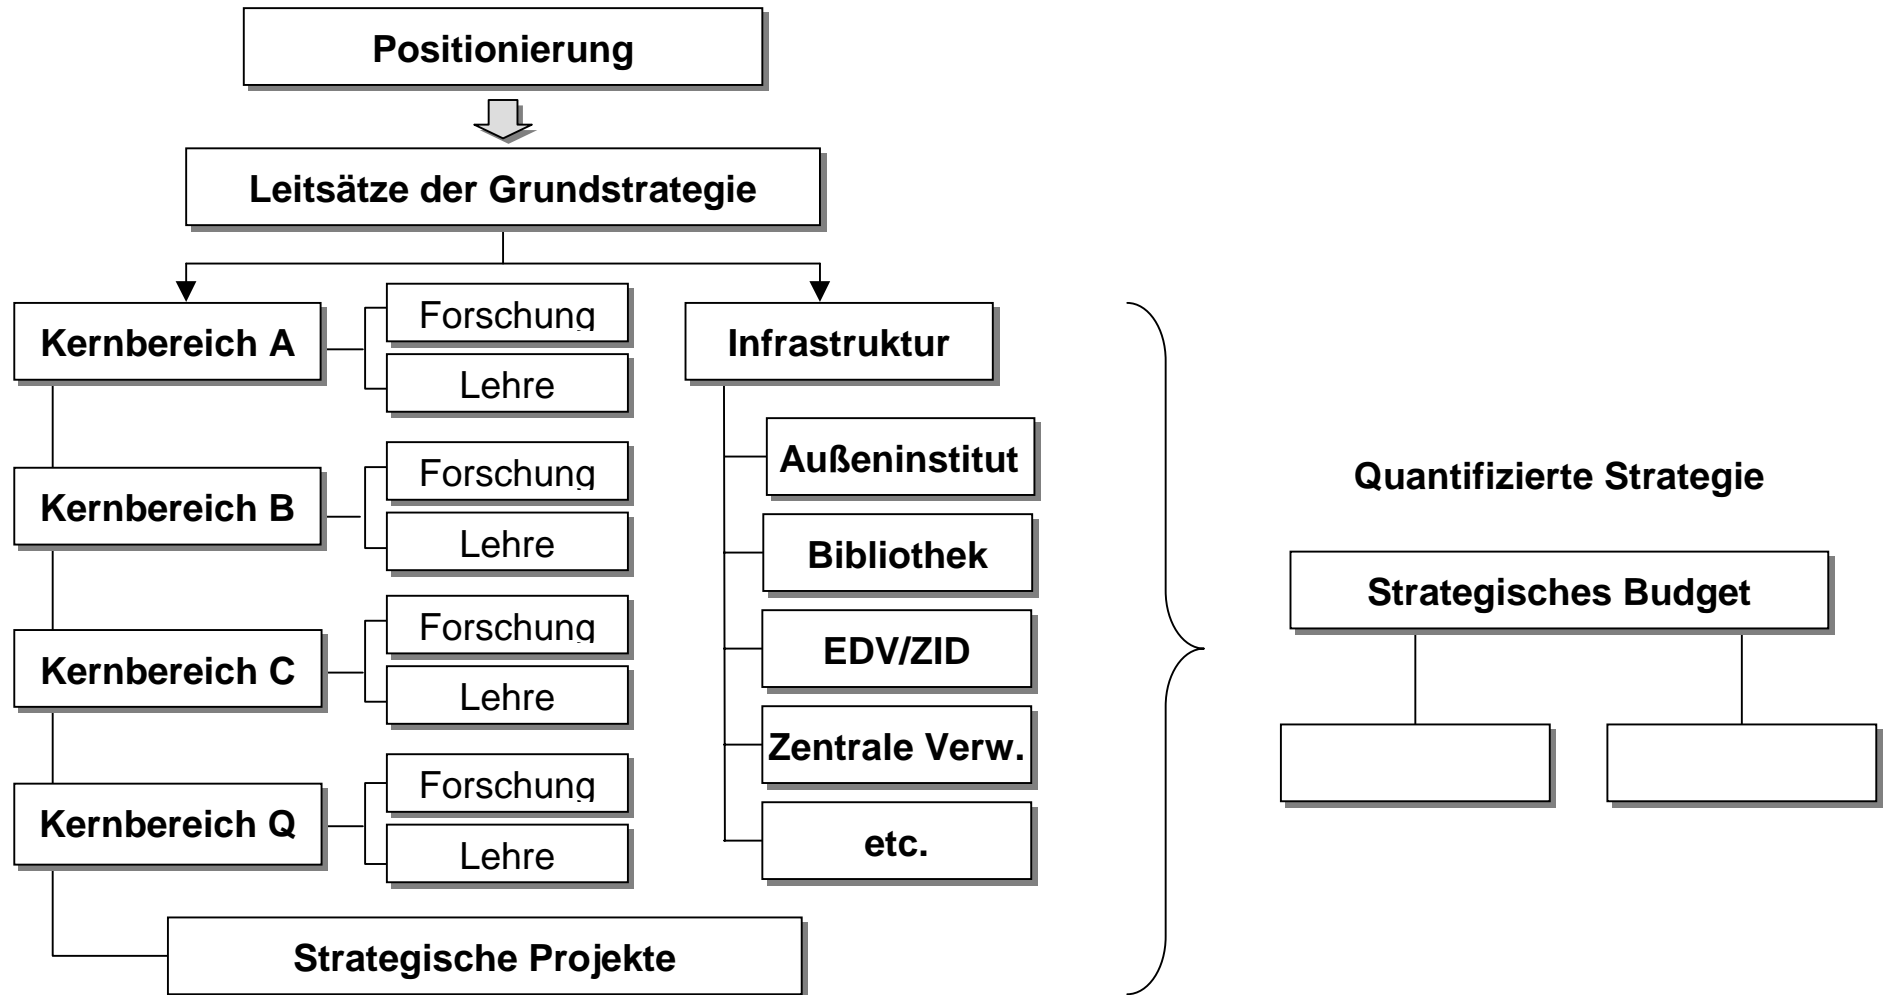 Positionierung
Leitsätze der Grundstrategie
Kernbereich A
Forschung
Lehre
Kernbereich B
Forschung
Lehre
Kernbereich C
Forschung
Lehre
Kernbereich Q
Forschung
Lehre
Strategische Projekte
Infrastruktur
Außeninstitut
Bibliothek
EDV/ZID
Zentrale Verw.
etc.
Quantifizierte Strategie
Strategisches Budget